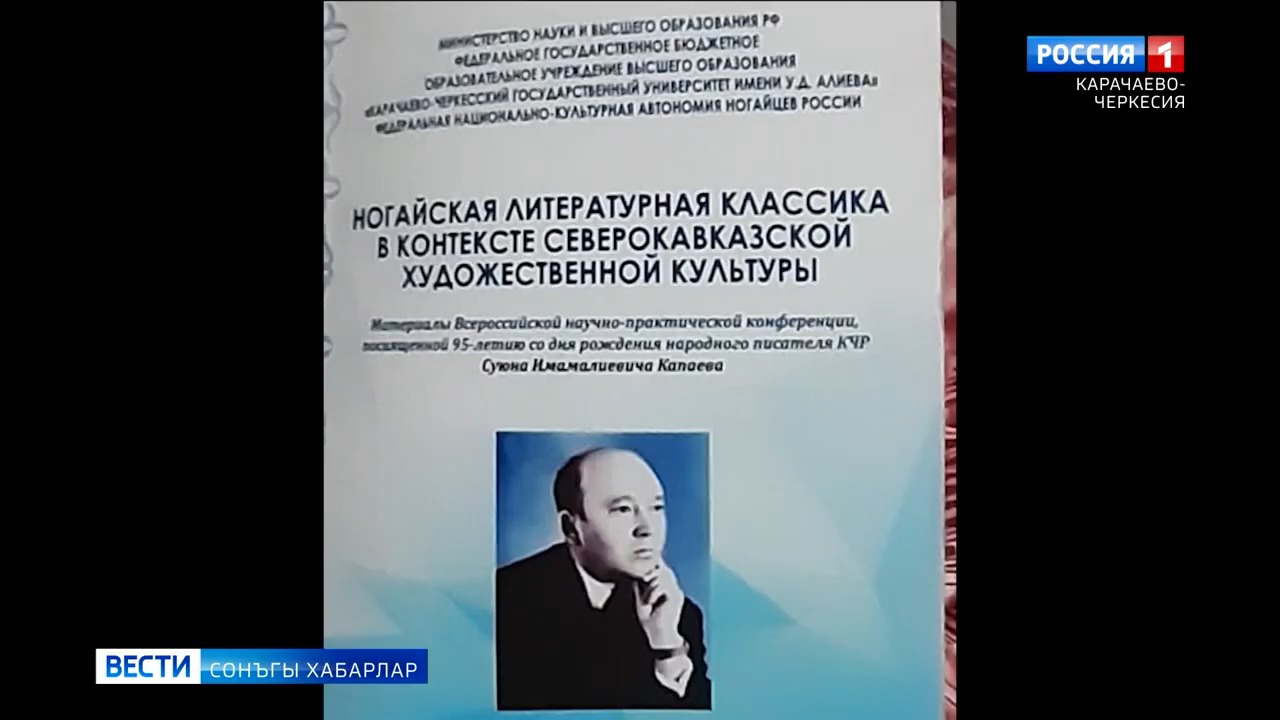 МИНИСТЕРСТВО НАУКИ И ВЫСШЕГО ОБРАЗОВАНИЯ РФ
ФЕДЕРАЛЬНОЕ ГОСУДАРСТВЕННОЕ БЮДЖЕТНОЕ
ОБРАЗОВАТЕЛЬНОЕ УЧРЕЖДЕНИЕ ВЫСШЕГО ОБРАЗОВАНИЯ
«КАРАЧАЕВО-ЧЕРКЕССКИЙ ГОСУДАРСТВЕННЫЙ УНИВЕРСИТЕТ ИМЕНИ У.Д. АЛИЕВА»
ФЕДЕРАЛЬНАЯ НАЦИОНАЛЬНО-КУЛЬТУРНАЯ АВТОНОМИЯ НОГАЙЦЕВ РОССИИ
НОГАЙСКАЯ ЛИТЕРАТУРНАЯ КЛАССИКА
В КОНТЕКСТЕ СЕВЕРОКАВКАЗСКОЙ
ХУДОЖЕСТВЕННОЙ КУЛЬТУРЫ
Материалы Всероссийской научно-практической конференции,
посвященной 95-летию со дня рождения народного писателя КЧР
Суюна Имамалиевича Капаева
РОССИЯ 1
КАРАЧАЕВО-
ЧЕРКЕСИЯ
ВЕСТИ СОНЪГЫ ХАБАРЛАР